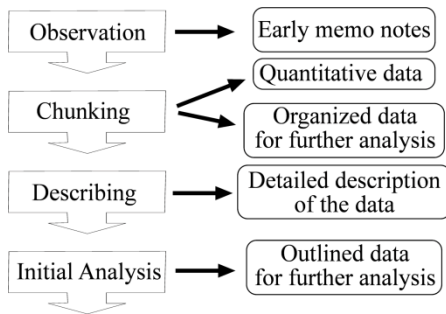 Observation
Early memo notes
Quantitative data
Chunking
Organized data
for further analysis
Describing
Detailed description
of the data
Initial Analysis
Outlined data
for further analysis